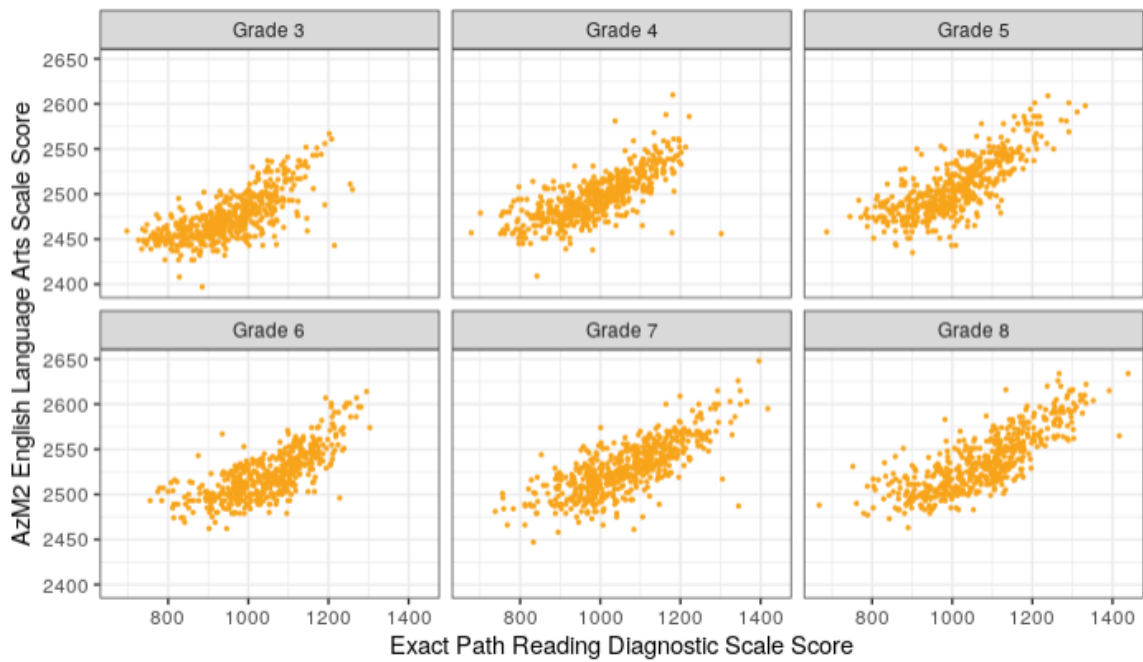 Grade 3 Grade 4 Grade 5
2650
2600
2550
2500
2450
2400
Grade 6 Grade 7 Grade 8
2650
2600
2550
2500
2450
2400
800 1000 1200 1400 800 1000 1200 1400 800 1000 1200 1400
Exact Path Reading Diagnostic Scale Score
AzM2 English Language Arts Scale Score